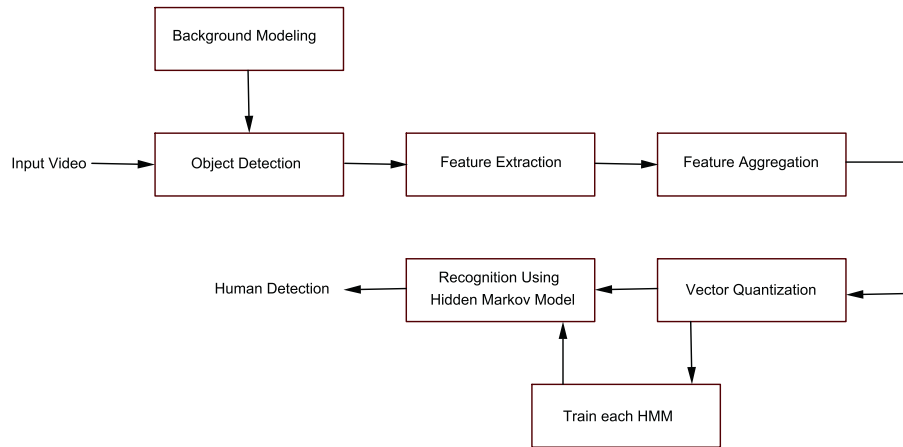 Background Modeling
Input Video
Object Detection
Feature Extraction
Feature Aggregation
Human Detection
Recognition Using
Hidden Markov Model
Vector Quantization
Train each HMM